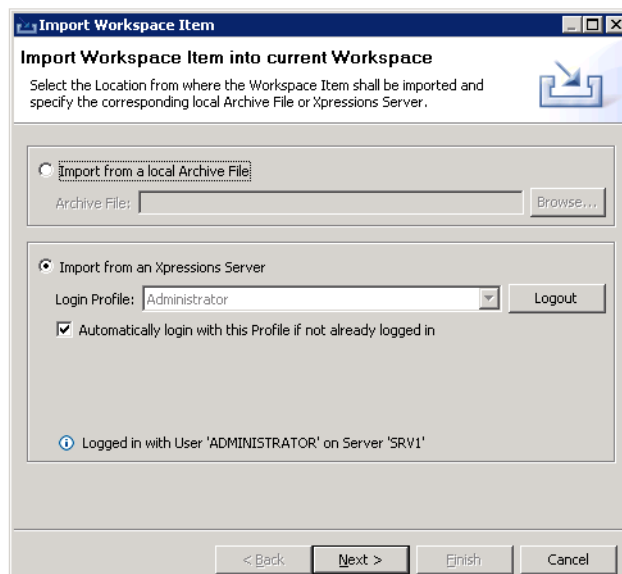 Import Workspace Item
Import Workspace Item into current Workspace
Select the Location from where the Workspace Item shall be imported and
specify the corresponding local Archive File or Xpressions Server.
Import from a local Archive File
Archive File: Browse...
Import from an Xpressions Server
Login Profile: Administrator Logout
Automatically login with this Profile if not already logged in
Logged in with User 'ADMINISTRATOR' on Server 'SRV1'
< Back Next > Finish Cancel